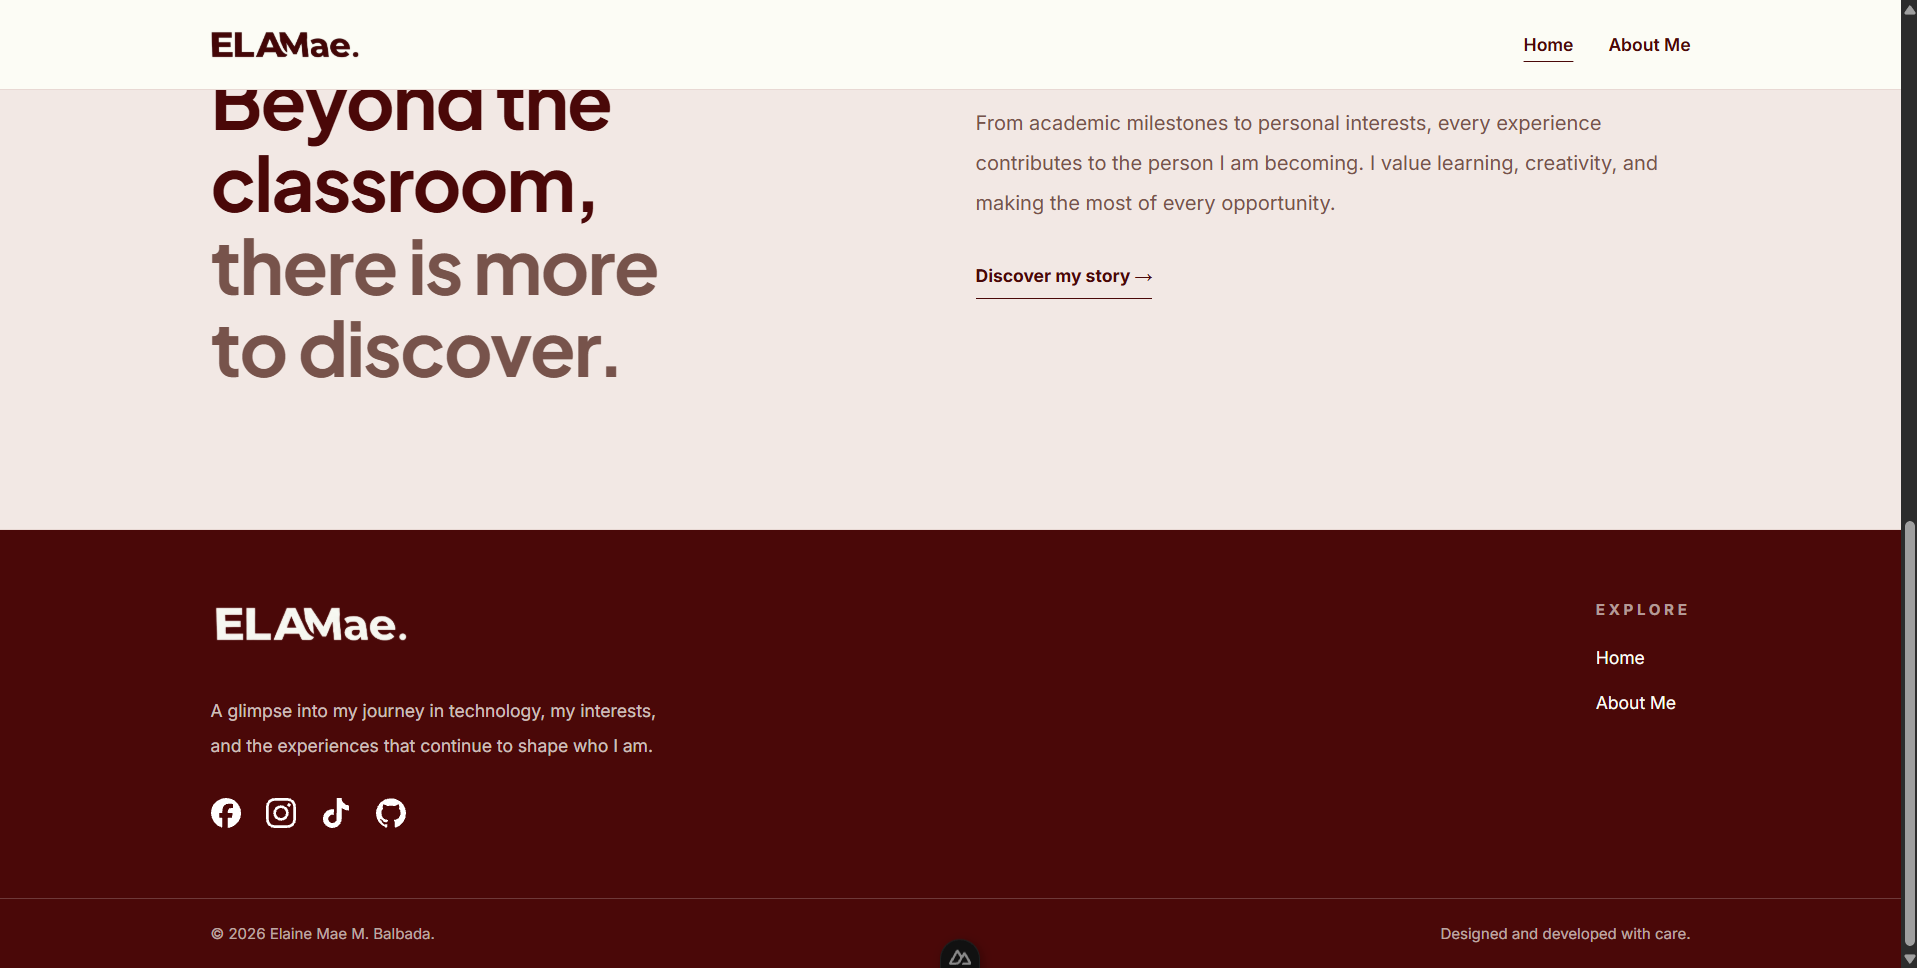 ELAMae.
Home
About Me
Beyond the
classroom,
there is more
to discover.
From academic milestones to personal interests, every experience
contributes to the person I am becoming. I value learning, creativity, and
making the most of every opportunity.
Discover my story →
ELAMae.
A glimpse into my journey in technology, my interests,
and the experiences that continue to shape who I am.
EXPLORE
Home
About Me
© 2026 Elaine Mae M. Balbada.
Designed and developed with care.